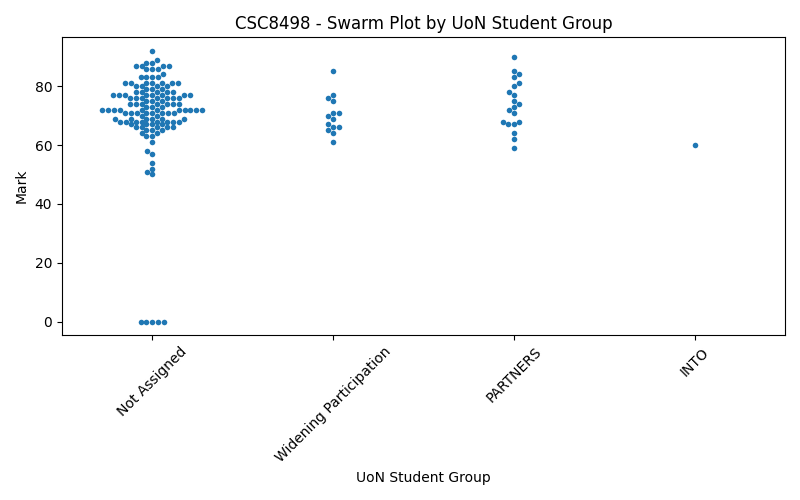 CSC8498 - Swarm Plot by UoN Student Group
Mark
80
60
40
20
0
Not Assigned
Widening Participation
PARTNERS
INTO
UoN Student Group